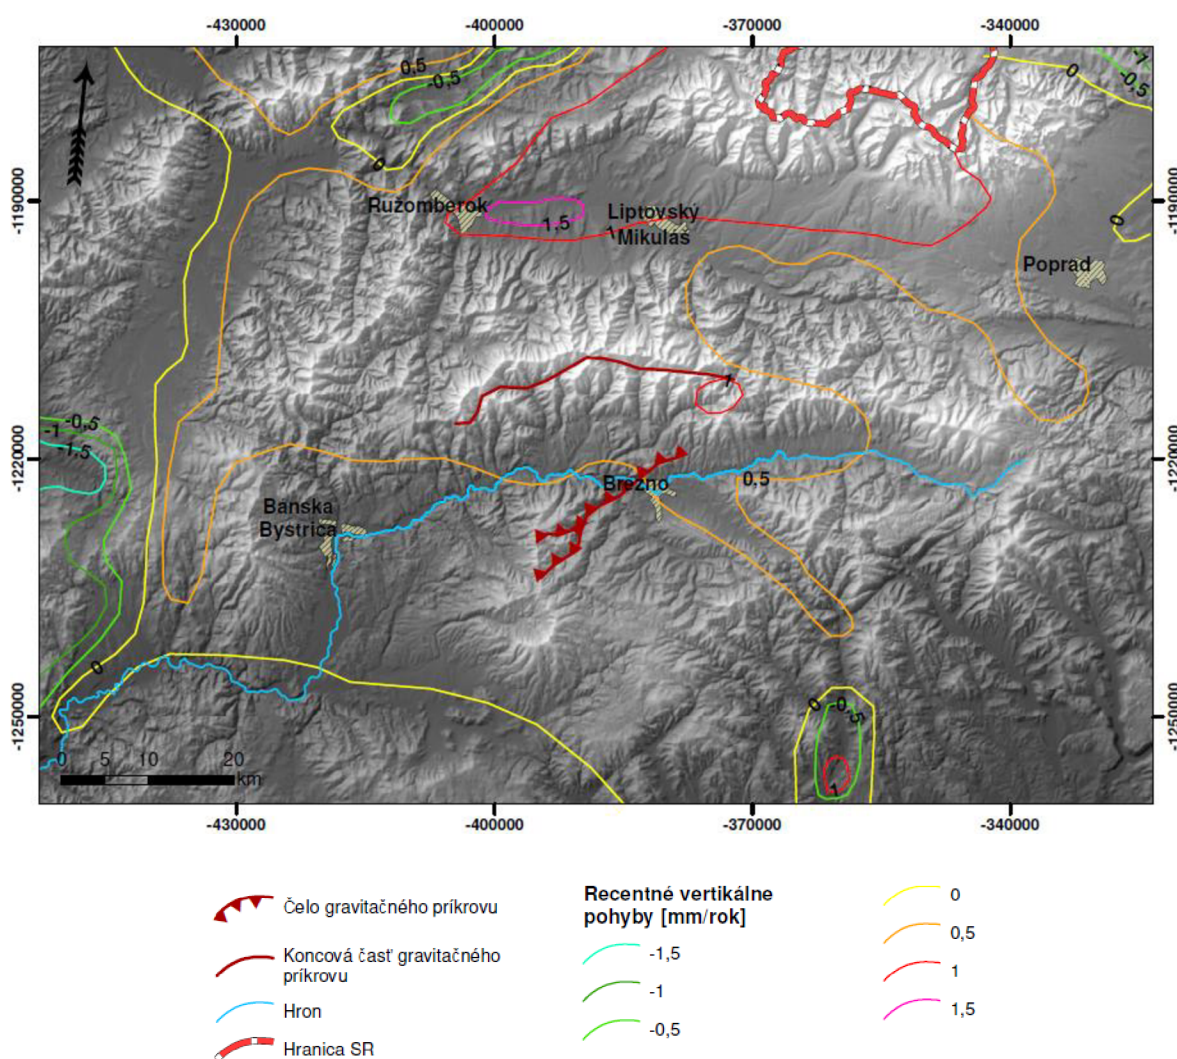 -430000 -400000 -370000 -340000
0,5
-0,5
0
0
-1
-0,5
-1190000
-1190000
Ružomberok
1,5
Liptovský
Mikuláš
1
0
Poprad
1
-0,5
-1
-1,5
-1220000
-1220000
Brezno
0,5
Banská
Bystrica
0
0
0,5
-1250000
-1250000
0 5 10 20
km
1
-430000 -400000 -370000 -340000
Čelo gravitačného príkrovu
Koncová časť gravitačného
príkrovu
Hron
Hranica SR
Recentné vertikálne
pohyby [mm/rok]
-1,5
-1
-0,5
0
0,5
1
1,5